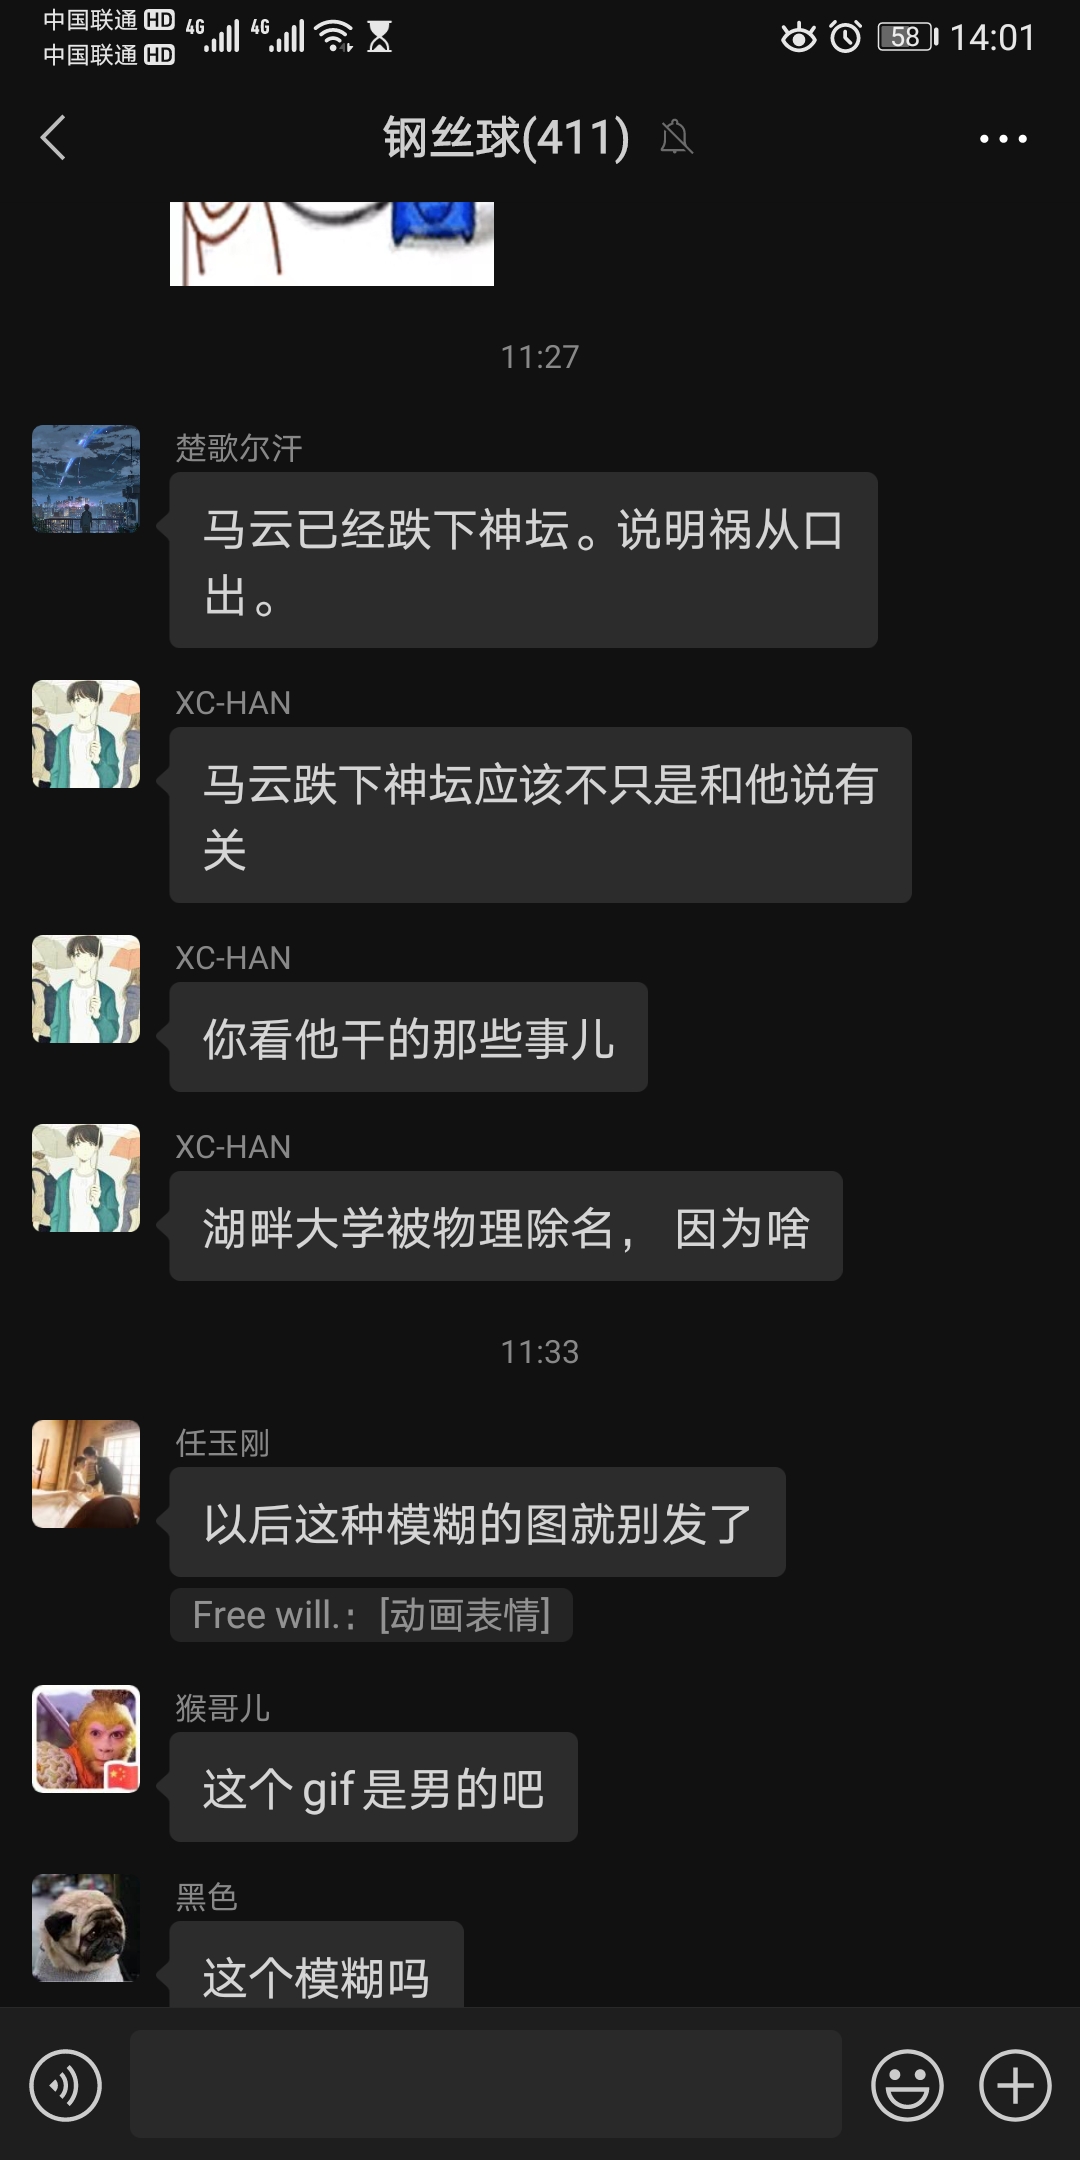 中国联通 HD 4G 4G 58 14:01
中国联通 HD
钢丝球(411)
11:27
楚歌尔汗
马云已经跌下神坛。说明祸从口
出。
XC-HAN
马云跌下神坛应该不只是和他说有
关
XC-HAN
你看他干的那些事儿
XC-HAN
湖畔大学被物理除名， 因为啥
11:33
任玉刚
以后这种模糊的图就别发了
Free will.：[动画表情]
猴哥儿
这个gif是男的吧
黑色
这个模糊吗